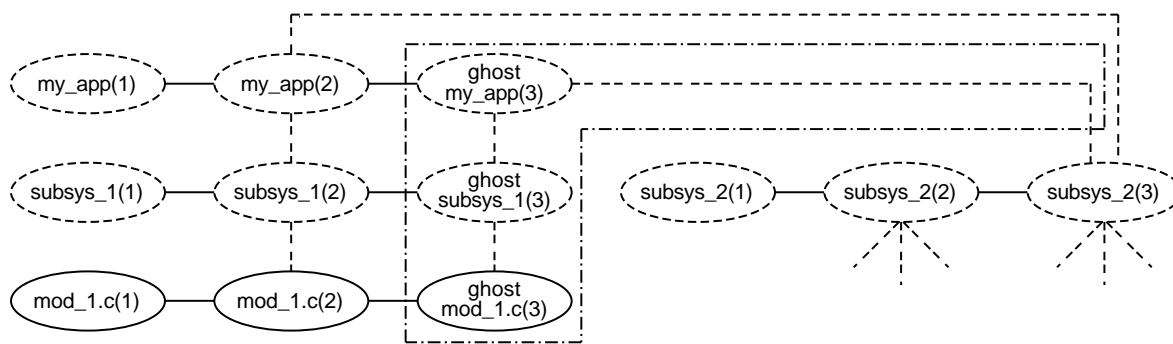 my_app(1)
my_app(2)
ghost
my_app(3)
subsys_1(1)
subsys_1(2)
ghost
subsys_1(3)
subsys_2(1)
subsys_2(2)
subsys_2(3)
mod_1.c(1)
mod_1.c(2)
ghost
mod_1.c(3)